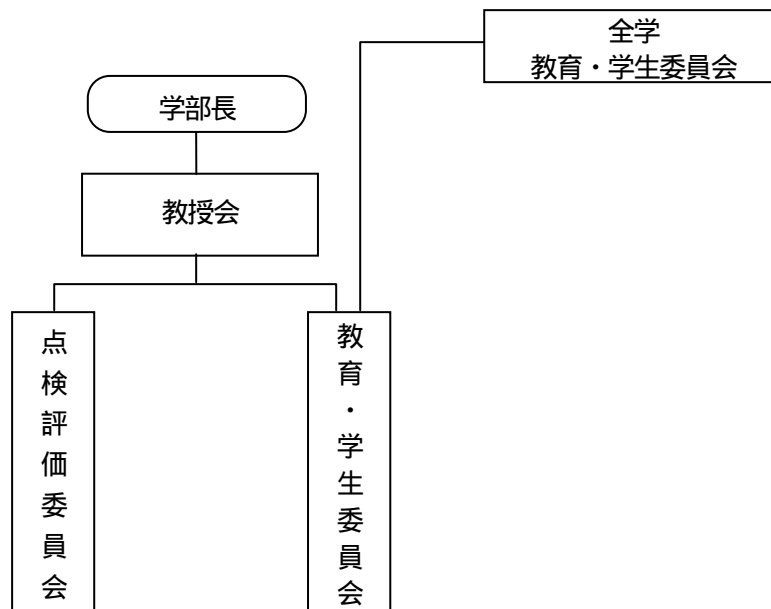 全学
教育・学生委員会
学部長
教授会
点検評価委員会
教育・学生委員会